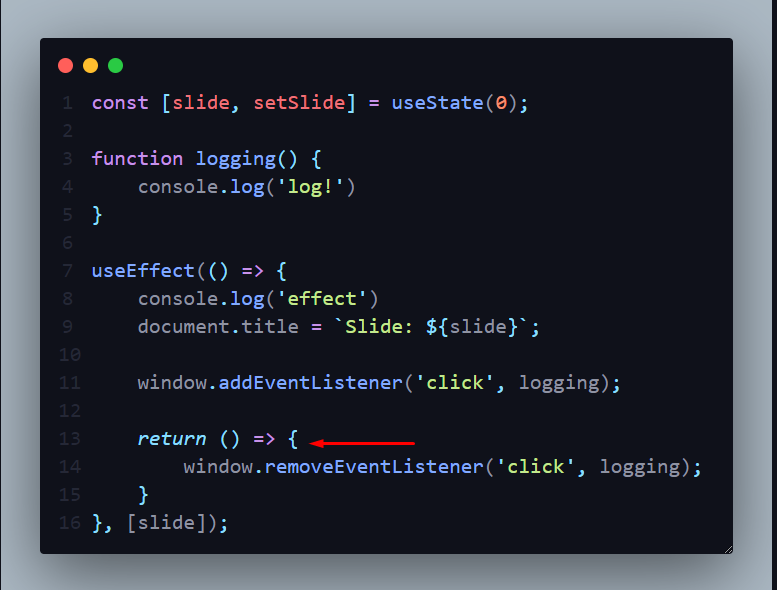 1 const [slide, setSlide] = useState(0);
2
3 function logging() {
4     console.log('log!')
5 }
6
7 useEffect(() => {
8     console.log('effect')
9     document.title = `Slide: ${slide}`;
10
11     window.addEventListener('click', logging);
12
13     return () => {
14         window.removeEventListener('click', logging);
15     }
16 }, [slide]);